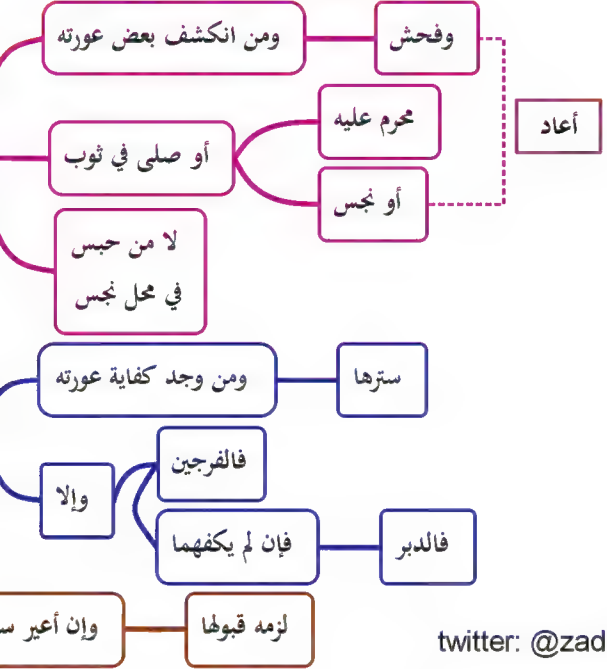 ومن انكشف بعض عورته
وفحش
أو صلى في ثوب
محرم عليه
أو نجس
أعاد
لا من حبس
في محل نجس
ومن وجد كفاية عورته
سترها
وإلا
فالفرجين
فإن لم يكفهما
فالدبر
وإن أعير
لزمه قبولها
twitter: @zad